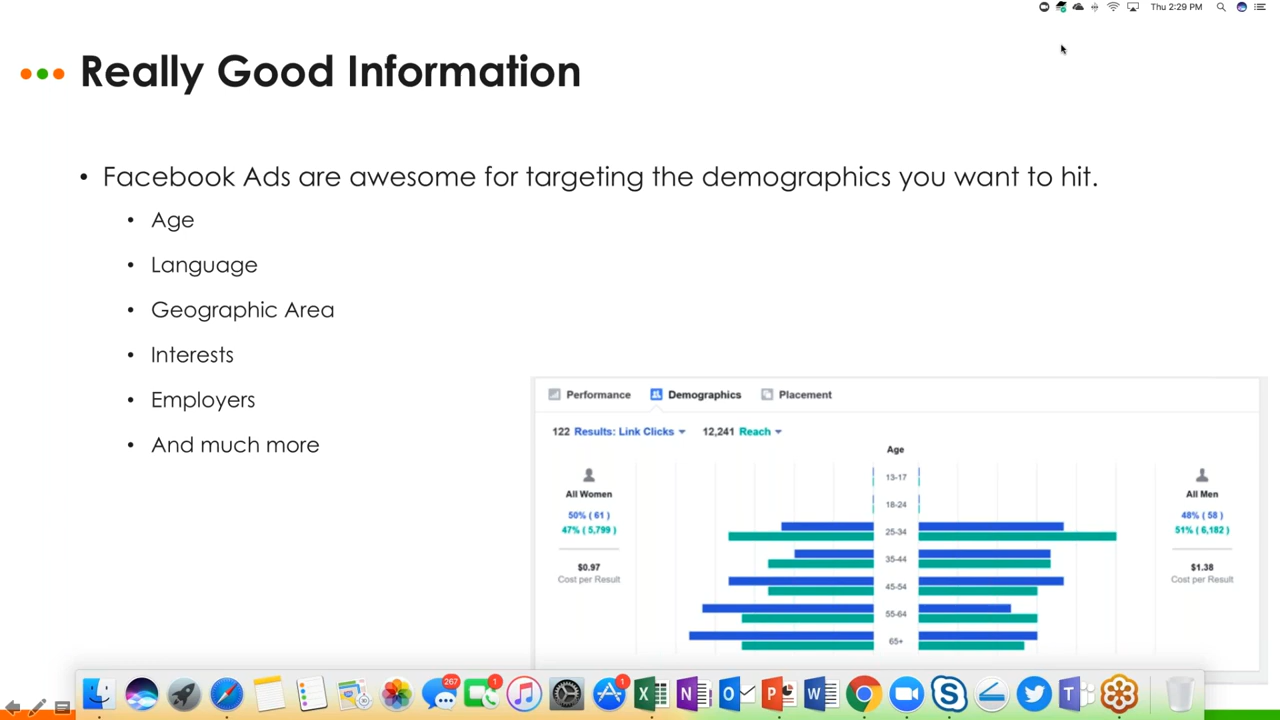 Thu 2:29 PM
Really Good Information
• Facebook Ads are awesome for targeting the demographics you want to hit.
• Age
• Language
• Geographic Area
• Interests
• Employers
• And much more
Performance Demographics Placement
122 Results: Link Clicks 12,241 Reach
Age
All Women
50% ( 61 )
47% ( 5,799 )
$0.97
Cost per Result
13-17
18-24
25-34
35-44
45-54
55-64
65+
All Men
48% ( 58 )
51% ( 6,182 )
$1.38
Cost per Result
267 1 1